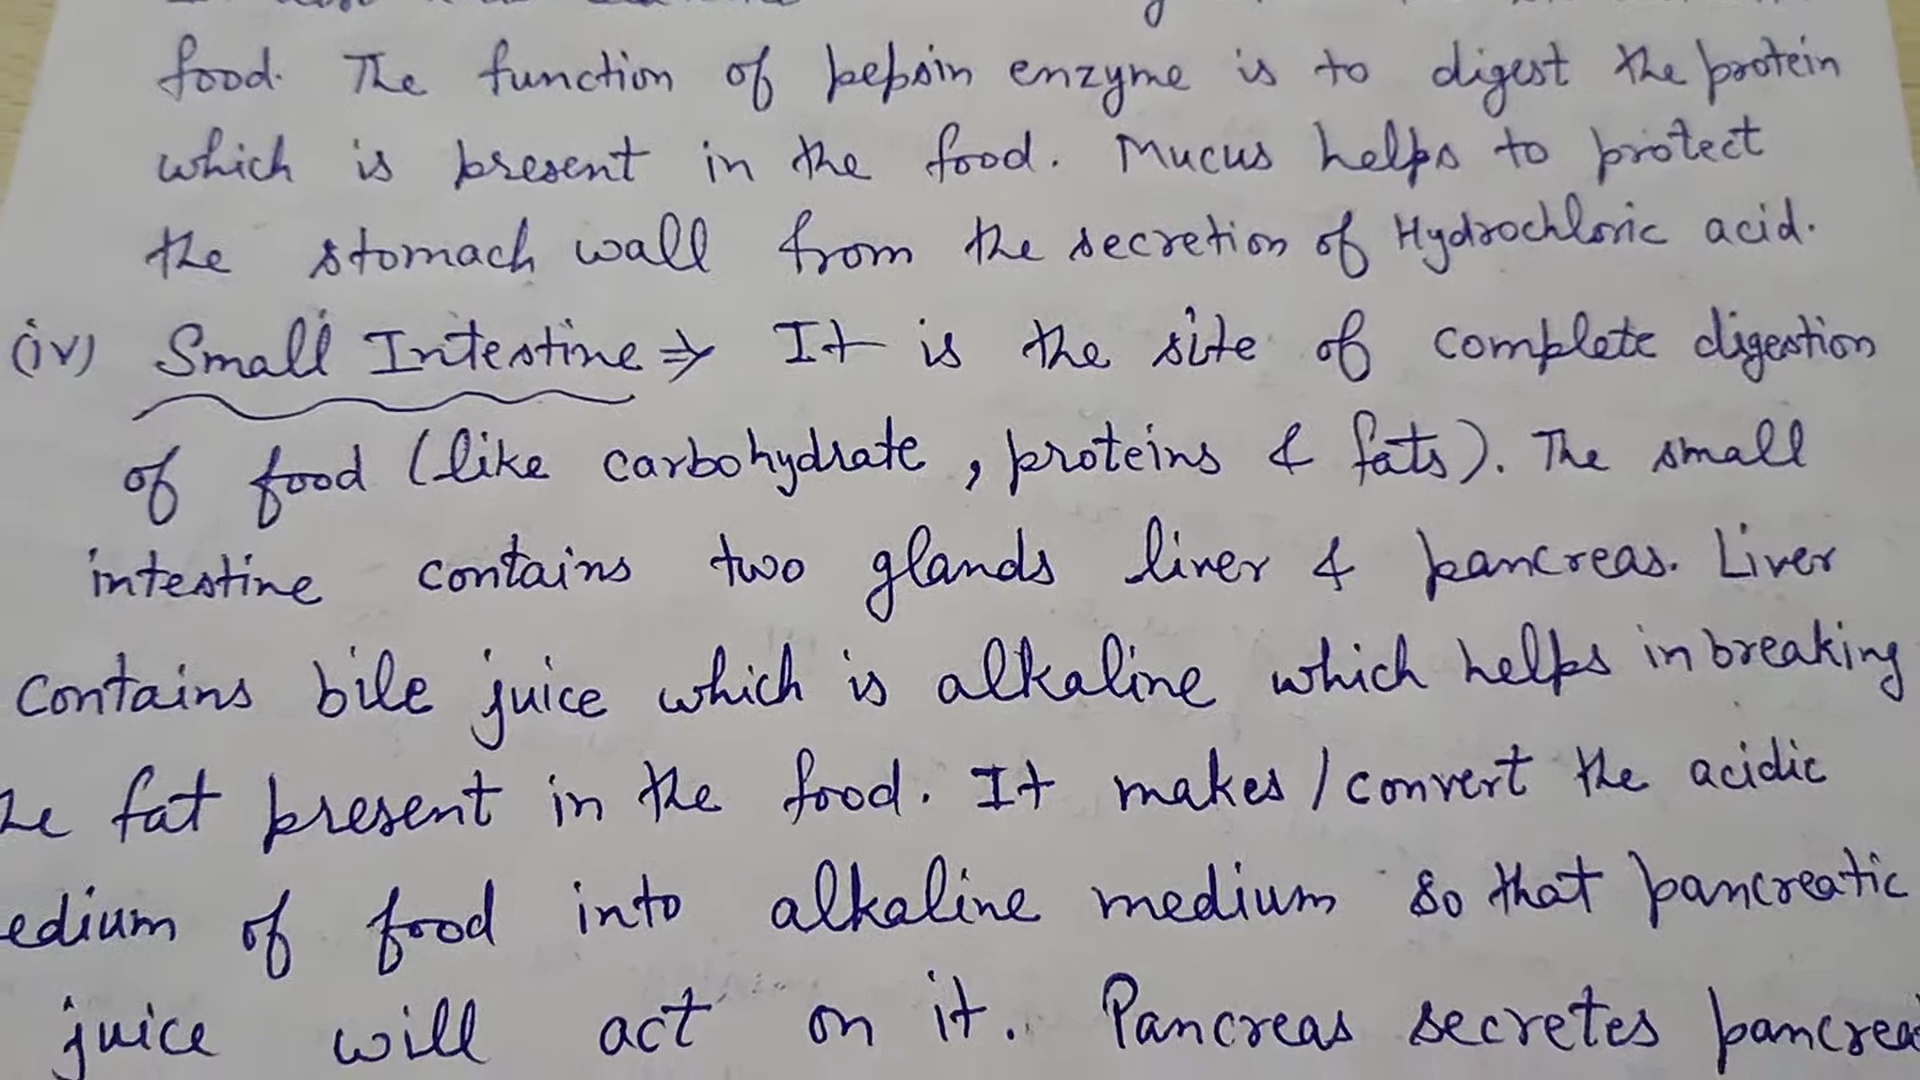 food. The function of pepsin enzyme is to digest the protein
which is present in the food. Mucus helps to protect
the stomach wall from the secretion of Hydrochloric acid.
(iv) Small Intestine ⇒ It is the site of complete digestion
of food (like carbohydrate, proteins & fats). The small
intestine contains two glands liver & pancreas. Liver
contains bile juice which is alkaline which helps in breaking
he fat present in the food. It makes / convert the acidic
edium of food into alkaline medium so that pancreatic
juice will act on it. Pancreas secretes pancrea